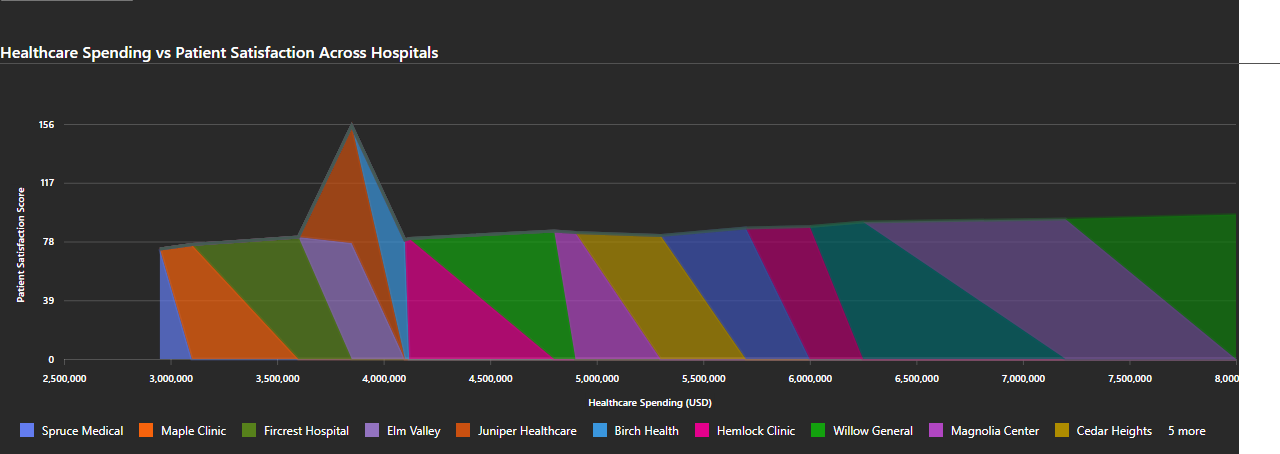 Healthcare Spending vs Patient Satisfaction Across Hospitals
156
117
78
39
0
Patient Satisfaction Score
2,500,000 3,000,000 3,500,000 4,000,000 4,500,000 5,000,000 5,500,000 6,000,000 6,500,000 7,000,000 7,500,000 8,000
Healthcare Spending (USD)
Spruce Medical Maple Clinic Fircrest Hospital Elm Valley Juniper Healthcare Birch Health Hemlock Clinic Willow General Magnolia Center Cedar Heights 5 more